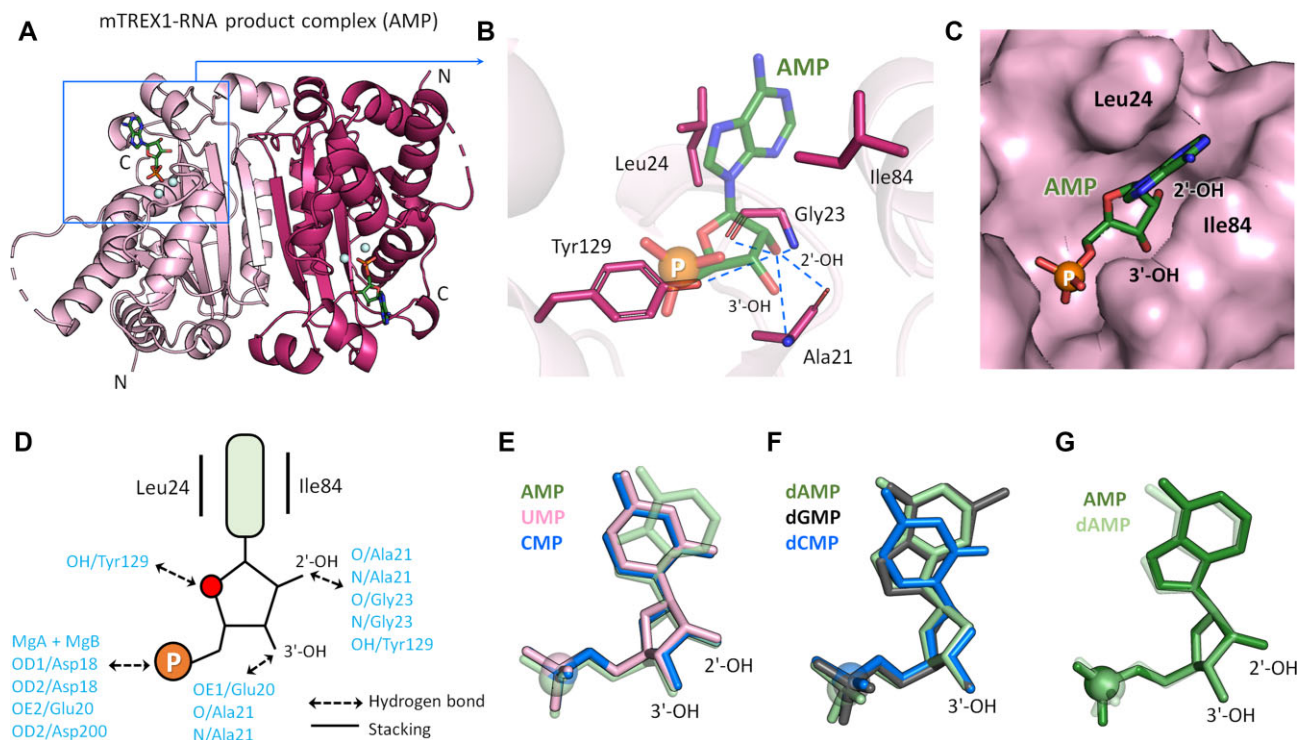 mTREX1-RNA product complex (AMP)
A
N
C
C
N
B
AMP
Leu24
Ile84
Gly23
Tyr129
P
2'-OH
3'-OH
Ala21
C
Leu24
AMP
2'-OH
Ile84
P
3'-OH
D
Leu24
Ile84
OH/Tyr129
2'-OH
O/Ala21
N/Ala21
O/Gly23
N/Gly23
OH/Tyr129
3'-OH
MgA + MgB
OD1/Asp18
OD2/Asp18
OE2/Glu20
OD2/Asp200
P
OE1/Glu20
O/Ala21
N/Ala21
Hydrogen bond
Stacking
E
AMP
UMP
CMP
2'-OH
3'-OH
F
dAMP
dGMP
dCMP
3'-OH
G
AMP
dAMP
2'-OH
3'-OH